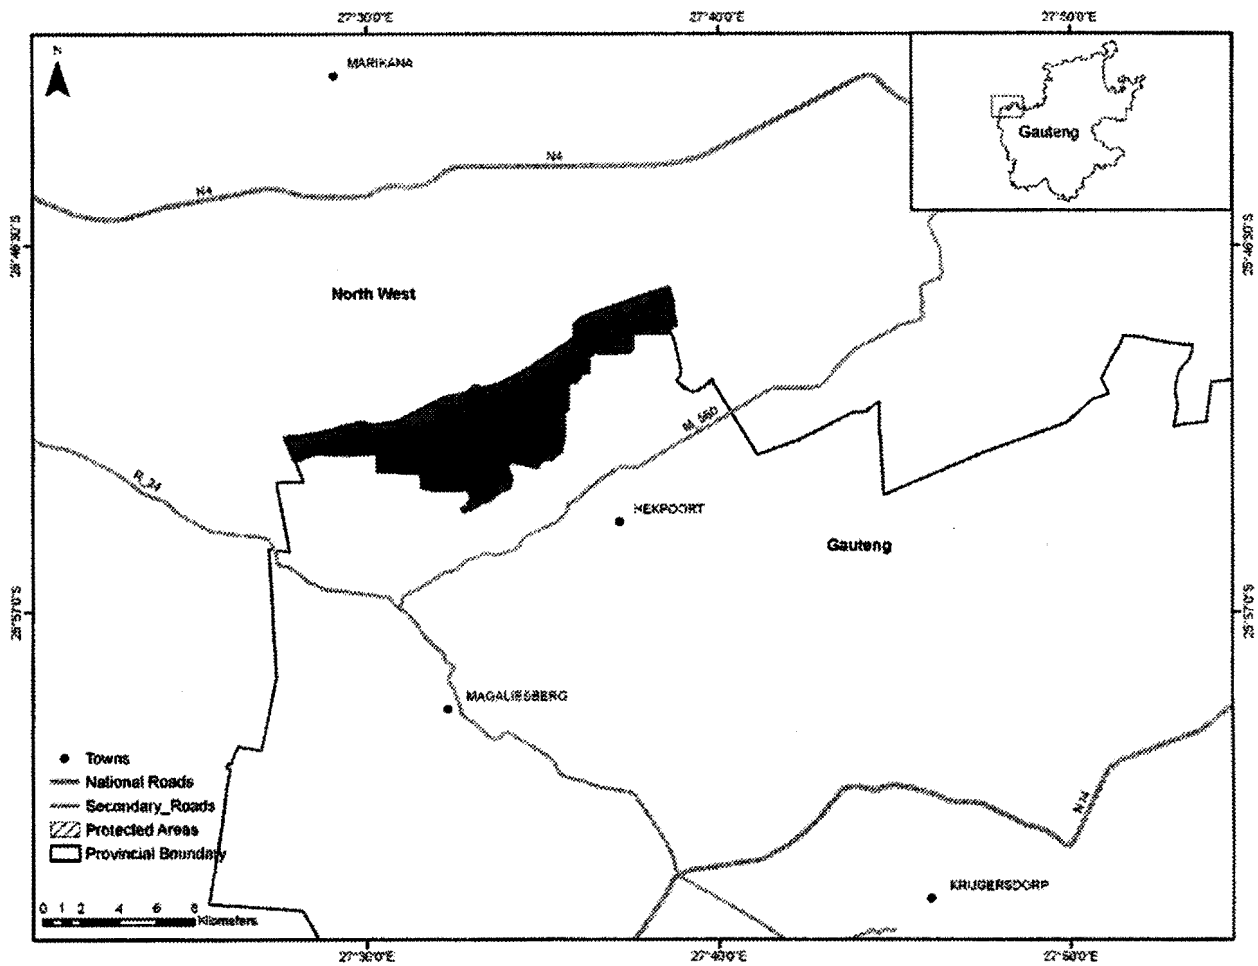 27°30'0"E
27°40'0"E
27°50'0"E
N
MARIKANA
Gauteng
N4
N4
25°46'30"S
25°46'30"S
North West
M_560
R_24
HEKPOORT
Gauteng
25°57'0"S
25°57'0"S
MAGALIESBERG
Towns
National Roads
Secondary_Roads
Protected Areas
Provincial Boundary
N14
KRUGERSDORP
0 1 2 4 6 8
Kilometers
27°30'0"E
27°40'0"E
27°50'0"E